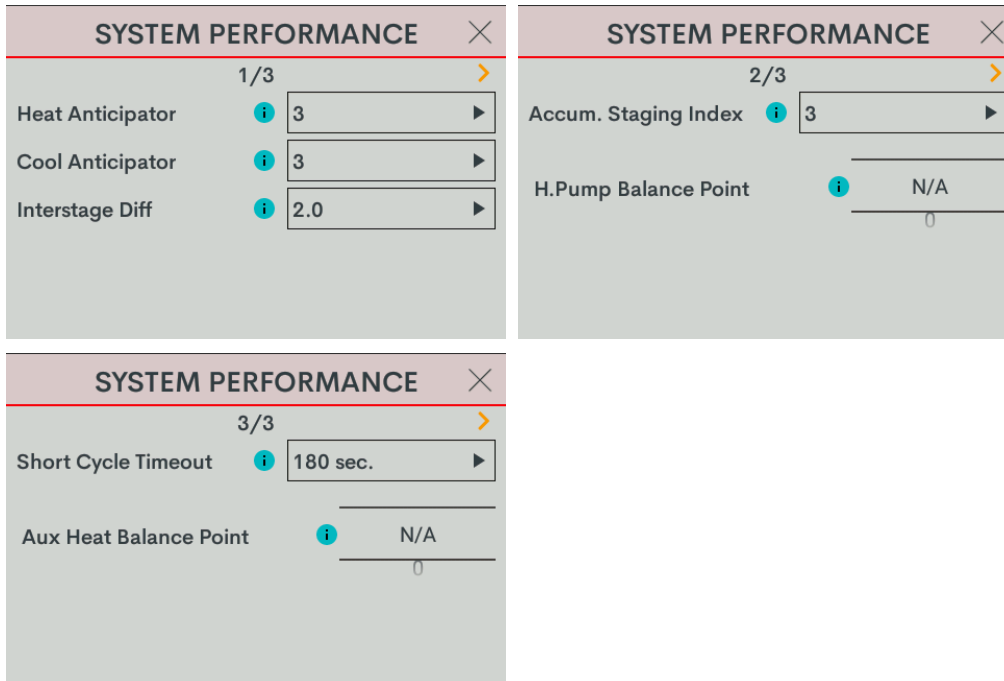 SYSTEM PERFORMANCE
1/3
Heat Anticipator i 3
Cool Anticipator i 3
Interstage Diff i 2.0
SYSTEM PERFORMANCE
2/3
Accum. Staging Index i 3
H.Pump Balance Point i N/A
0
SYSTEM PERFORMANCE
3/3
Short Cycle Timeout i 180 sec.
Aux Heat Balance Point i N/A
0